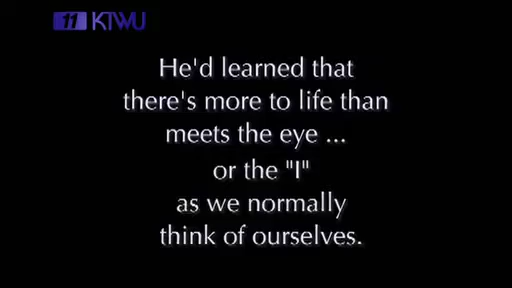 11 KTWU
He'd learned that
there's more to life than
meets the eye ...
or the "I"
as we normally
think of ourselves.